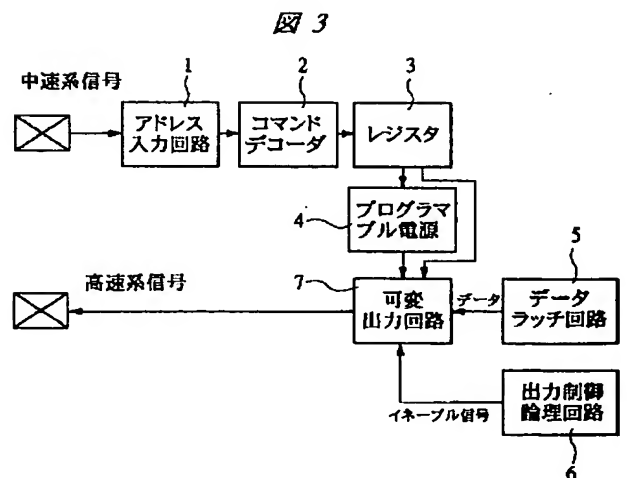 図 3
中速系信号
1
2
3
アドレス
入力回路
コマンド
デコーダ
レジスタ
4
プログラマ
ブル電源
高速系信号
7
可変
出力回路
データ
5
データ
ラッチ回路
イネーブル信号
出力制御
論理回路
6